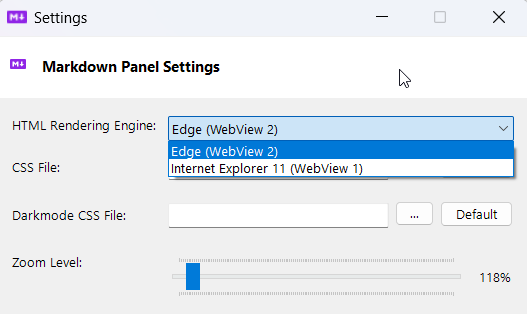 Settings
Markdown Panel Settings
HTML Rendering Engine:
Edge (WebView 2)
Edge (WebView 2)
Internet Explorer 11 (WebView 1)
CSS File:
Darkmode CSS File:
...
Default
Zoom Level:
118%